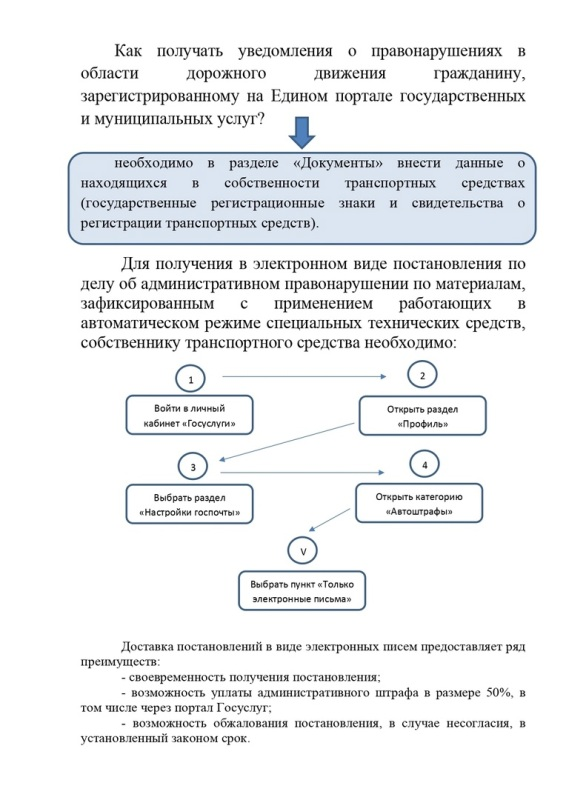 Как получать уведомления о правонарушениях в
области дорожного движения гражданину,
зарегистрированному на Едином портале государственных
и муниципальных услуг?
необходимо в разделе «Документы» внести данные о
находящихся в собственности транспортных средствах
(государственные регистрационные знаки и свидетельства о
регистрации транспортных средств).
Для получения в электронном виде постановления по
делу об административном правонарушении по материалам,
зафиксированным с применением работающих в
автоматическом режиме специальных технических средств,
собственнику транспортного средства необходимо:
1
Войти в личный
кабинет «Госуслуги»
2
Открыть раздел
«Профиль»
3
Выбрать раздел
«Настройки госпочты»
4
Открыть категорию
«Автоштрафы»
V
Выбрать пункт «Только
электронные письма»
Доставка постановлений в виде электронных писем предоставляет ряд
преимуществ:
- своевременность получения постановления;
- возможность уплаты административного штрафа в размере 50%, в
том числе через портал Госуслуг;
- возможность обжалования постановления, в случае несогласия, в
установленный законом срок.